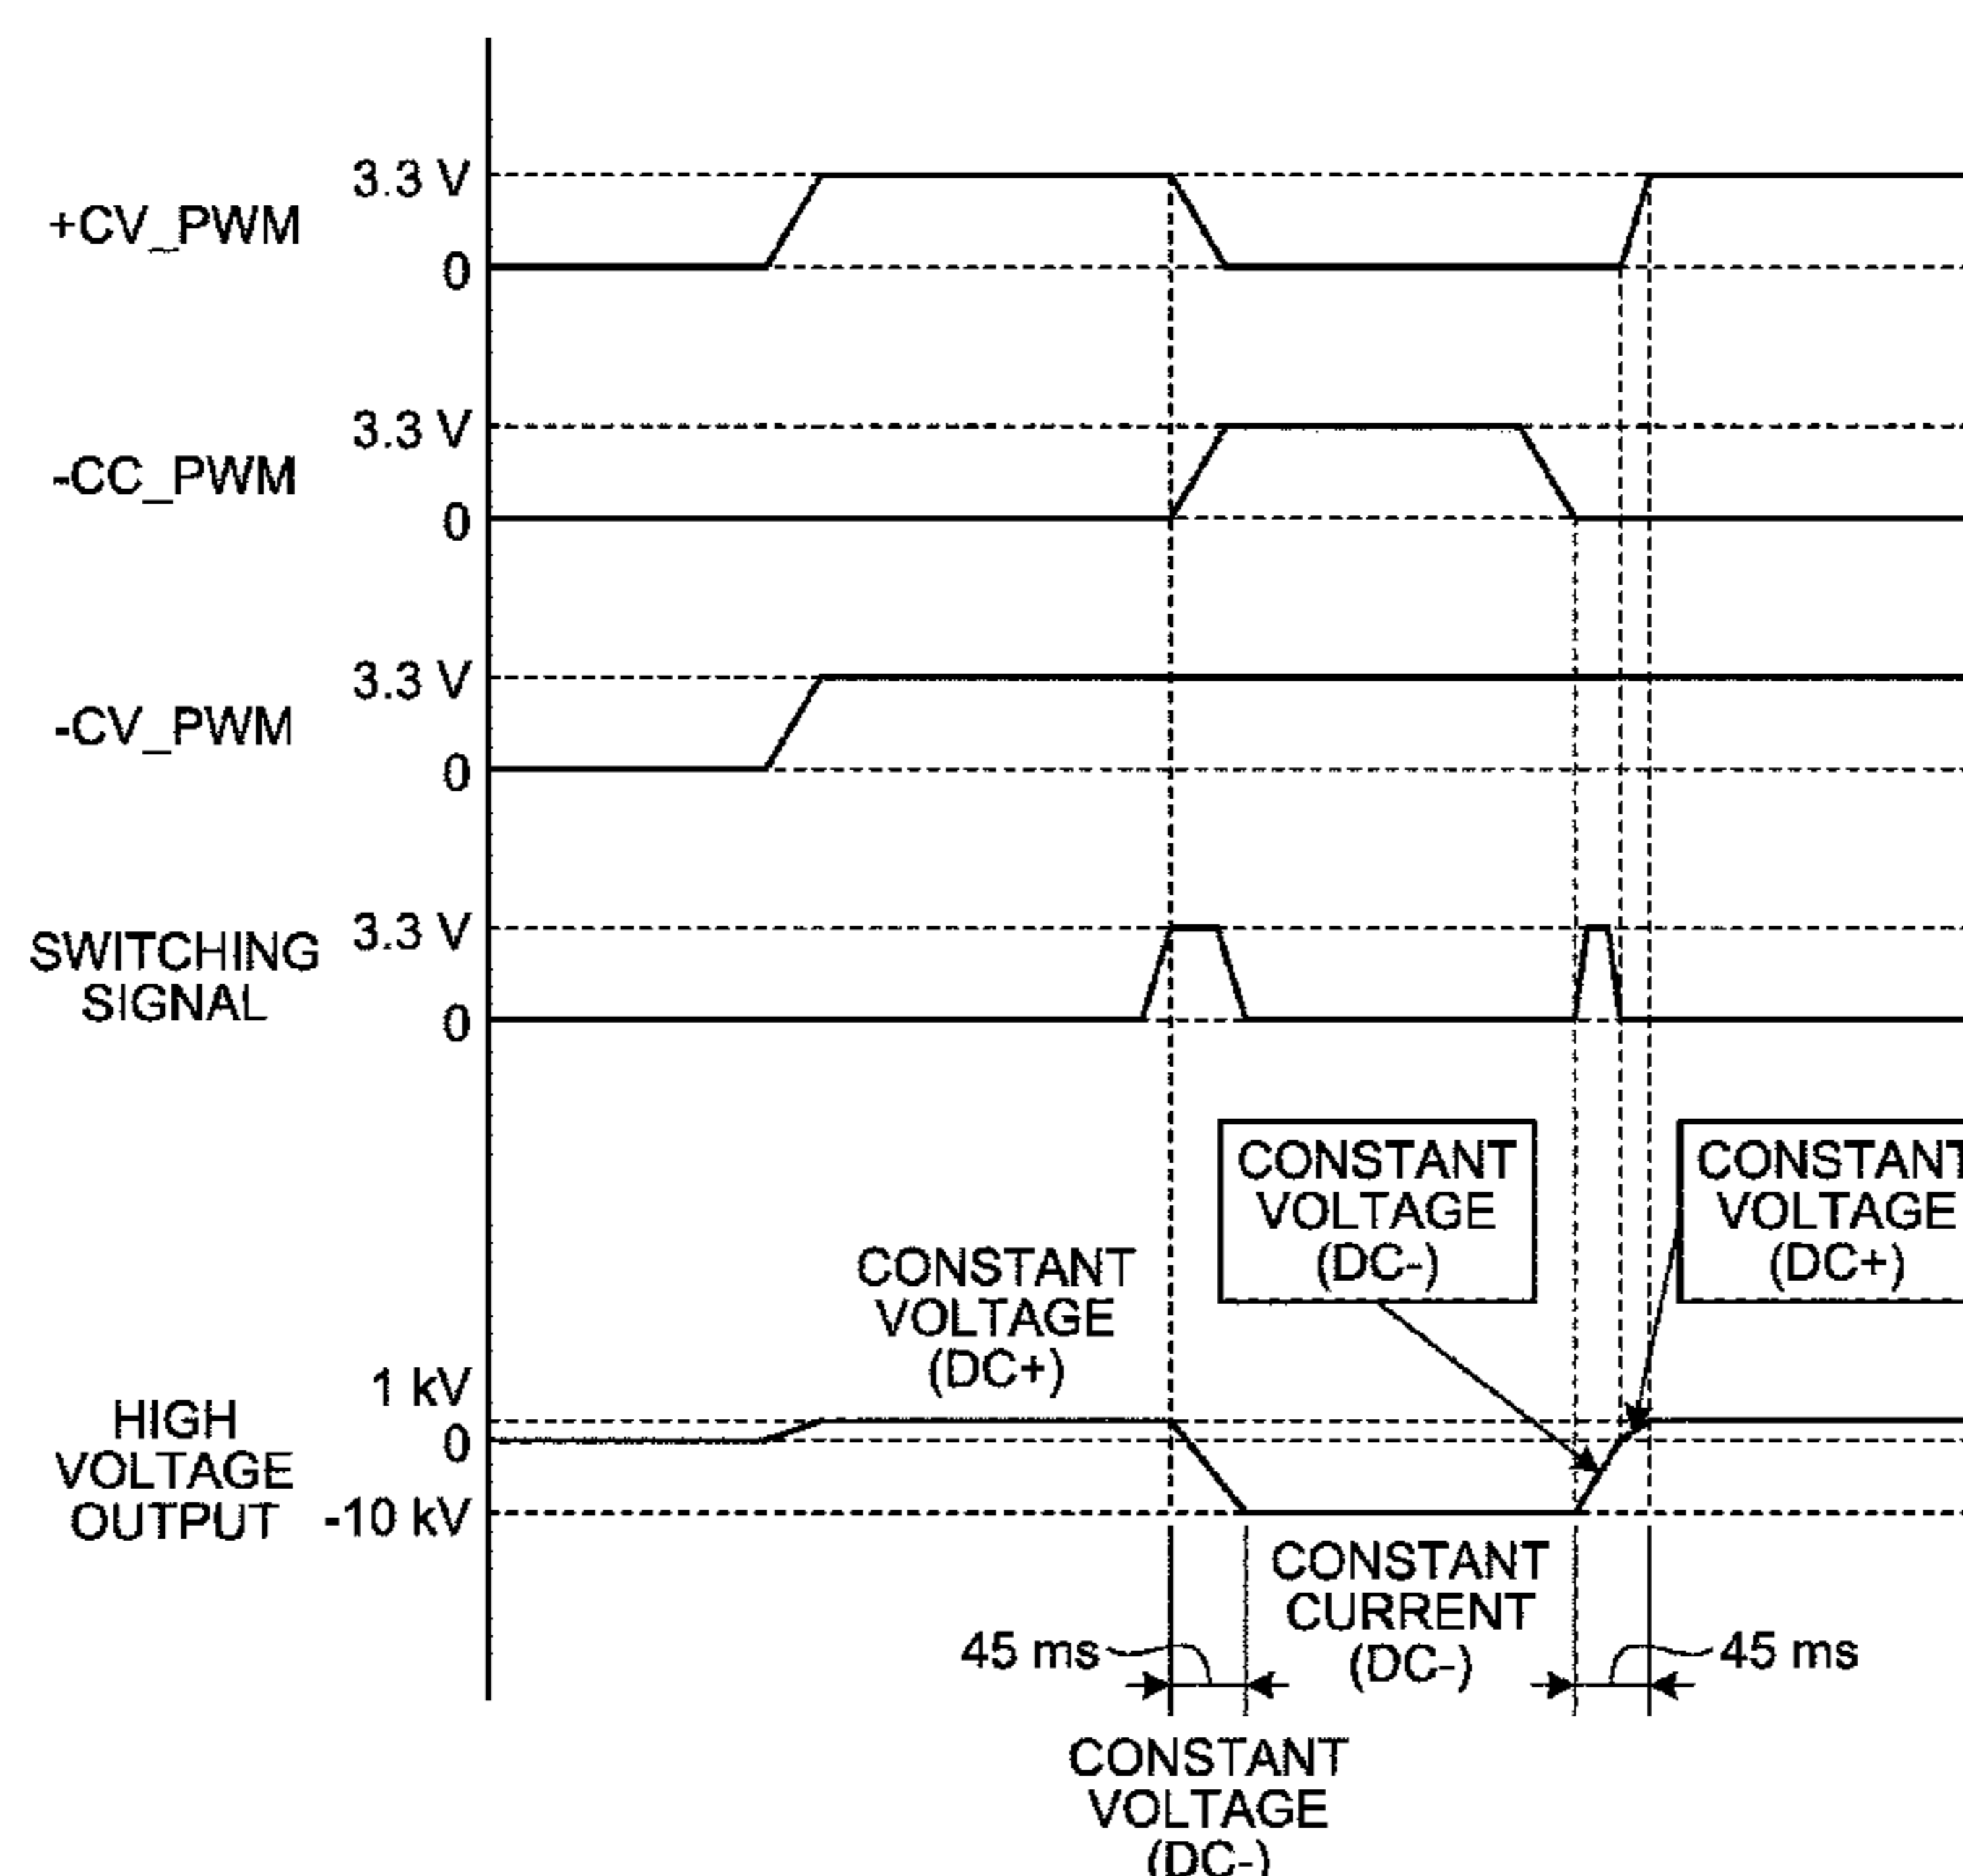 +CV_PWM
3.3 V
0
-CC_PWM
3.3 V
0
-CV_PWM
3.3 V
0
SWITCHING
SIGNAL
3.3 V
0
CONSTANT
VOLTAGE
(DC-)
CONSTANT
VOLTAGE
(DC+)
CONSTANT
VOLTAGE
(DC+)
HIGH
VOLTAGE
OUTPUT
1 kV
0
-10 kV
CONSTANT
CURRENT
(DC-)
45 ms
45 ms
CONSTANT
VOLTAGE
(DC-)